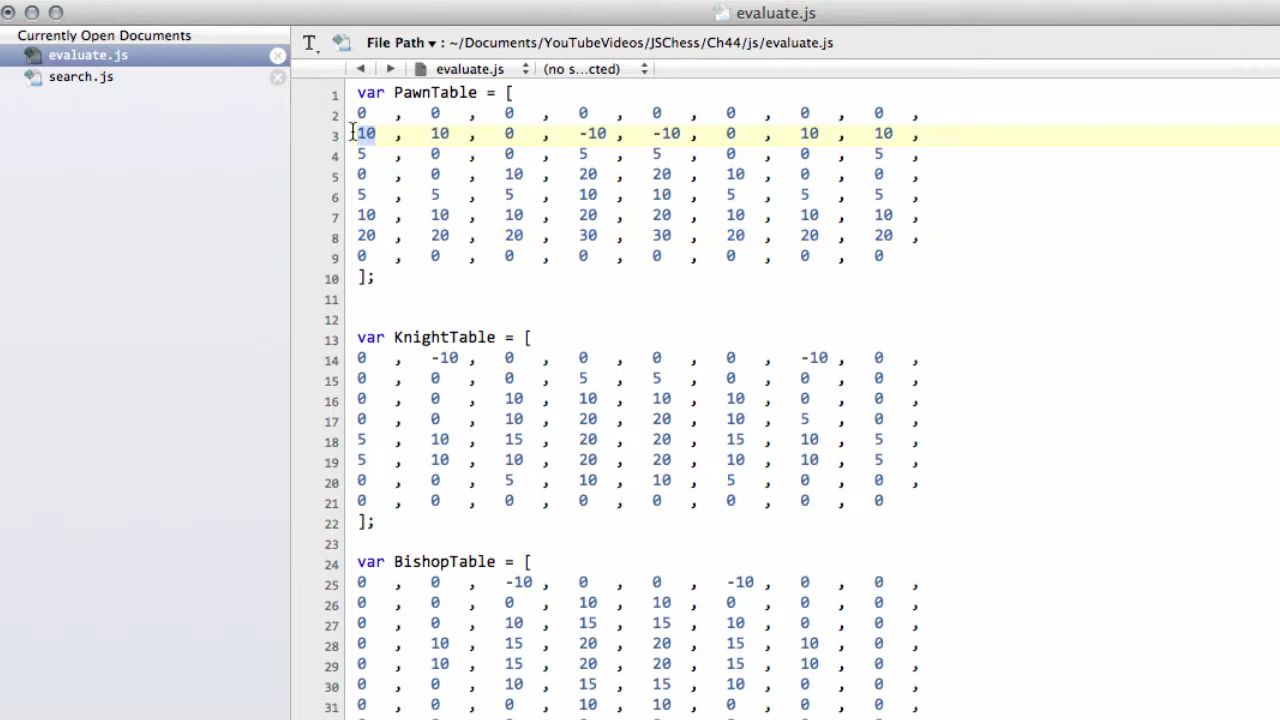 evaluate.js
Currently Open Documents
evaluate.js
search.js
File Path ▾ : ~/Documents/YouTubeVideos/JSChess/Ch44/js/evaluate.js
evaluate.js (no s...cted)
1 var PawnTable = [
2 0 , 0 , 0 , 0 , 0 , 0 , 0 , 0 ,
3 10 , 10 , 0 , -10 , -10 , 0 , 10 , 10 ,
4 5 , 0 , 0 , 5 , 5 , 0 , 0 , 5 ,
5 0 , 0 , 10 , 20 , 20 , 10 , 0 , 0 ,
6 5 , 5 , 5 , 10 , 10 , 5 , 5 , 5 ,
7 10 , 10 , 10 , 20 , 20 , 10 , 10 , 10 ,
8 20 , 20 , 20 , 30 , 30 , 20 , 20 , 20 ,
9 0 , 0 , 0 , 0 , 0 , 0 , 0 , 0
10 ];
11
12
13 var KnightTable = [
14 0 , -10 , 0 , 0 , 0 , 0 , -10 , 0 ,
15 0 , 0 , 0 , 5 , 5 , 0 , 0 , 0 ,
16 0 , 0 , 10 , 10 , 10 , 10 , 0 , 0 ,
17 0 , 0 , 10 , 20 , 20 , 10 , 5 , 0 ,
18 5 , 10 , 15 , 20 , 20 , 15 , 10 , 5 ,
19 5 , 10 , 10 , 20 , 20 , 10 , 10 , 5 ,
20 0 , 0 , 5 , 10 , 10 , 5 , 0 , 0 ,
21 0 , 0 , 0 , 0 , 0 , 0 , 0 , 0
22 ];
23
24 var BishopTable = [
25 0 , 0 , -10 , 0 , 0 , -10 , 0 , 0 ,
26 0 , 0 , 0 , 10 , 10 , 0 , 0 , 0 ,
27 0 , 0 , 10 , 15 , 15 , 10 , 0 , 0 ,
28 0 , 10 , 15 , 20 , 20 , 15 , 10 , 0 ,
29 0 , 10 , 15 , 20 , 20 , 15 , 10 , 0 ,
30 0 , 0 , 10 , 15 , 15 , 10 , 0 , 0 ,
31 0 , 0 , 0 , 10 , 10 , 0 , 0 , 0 ,